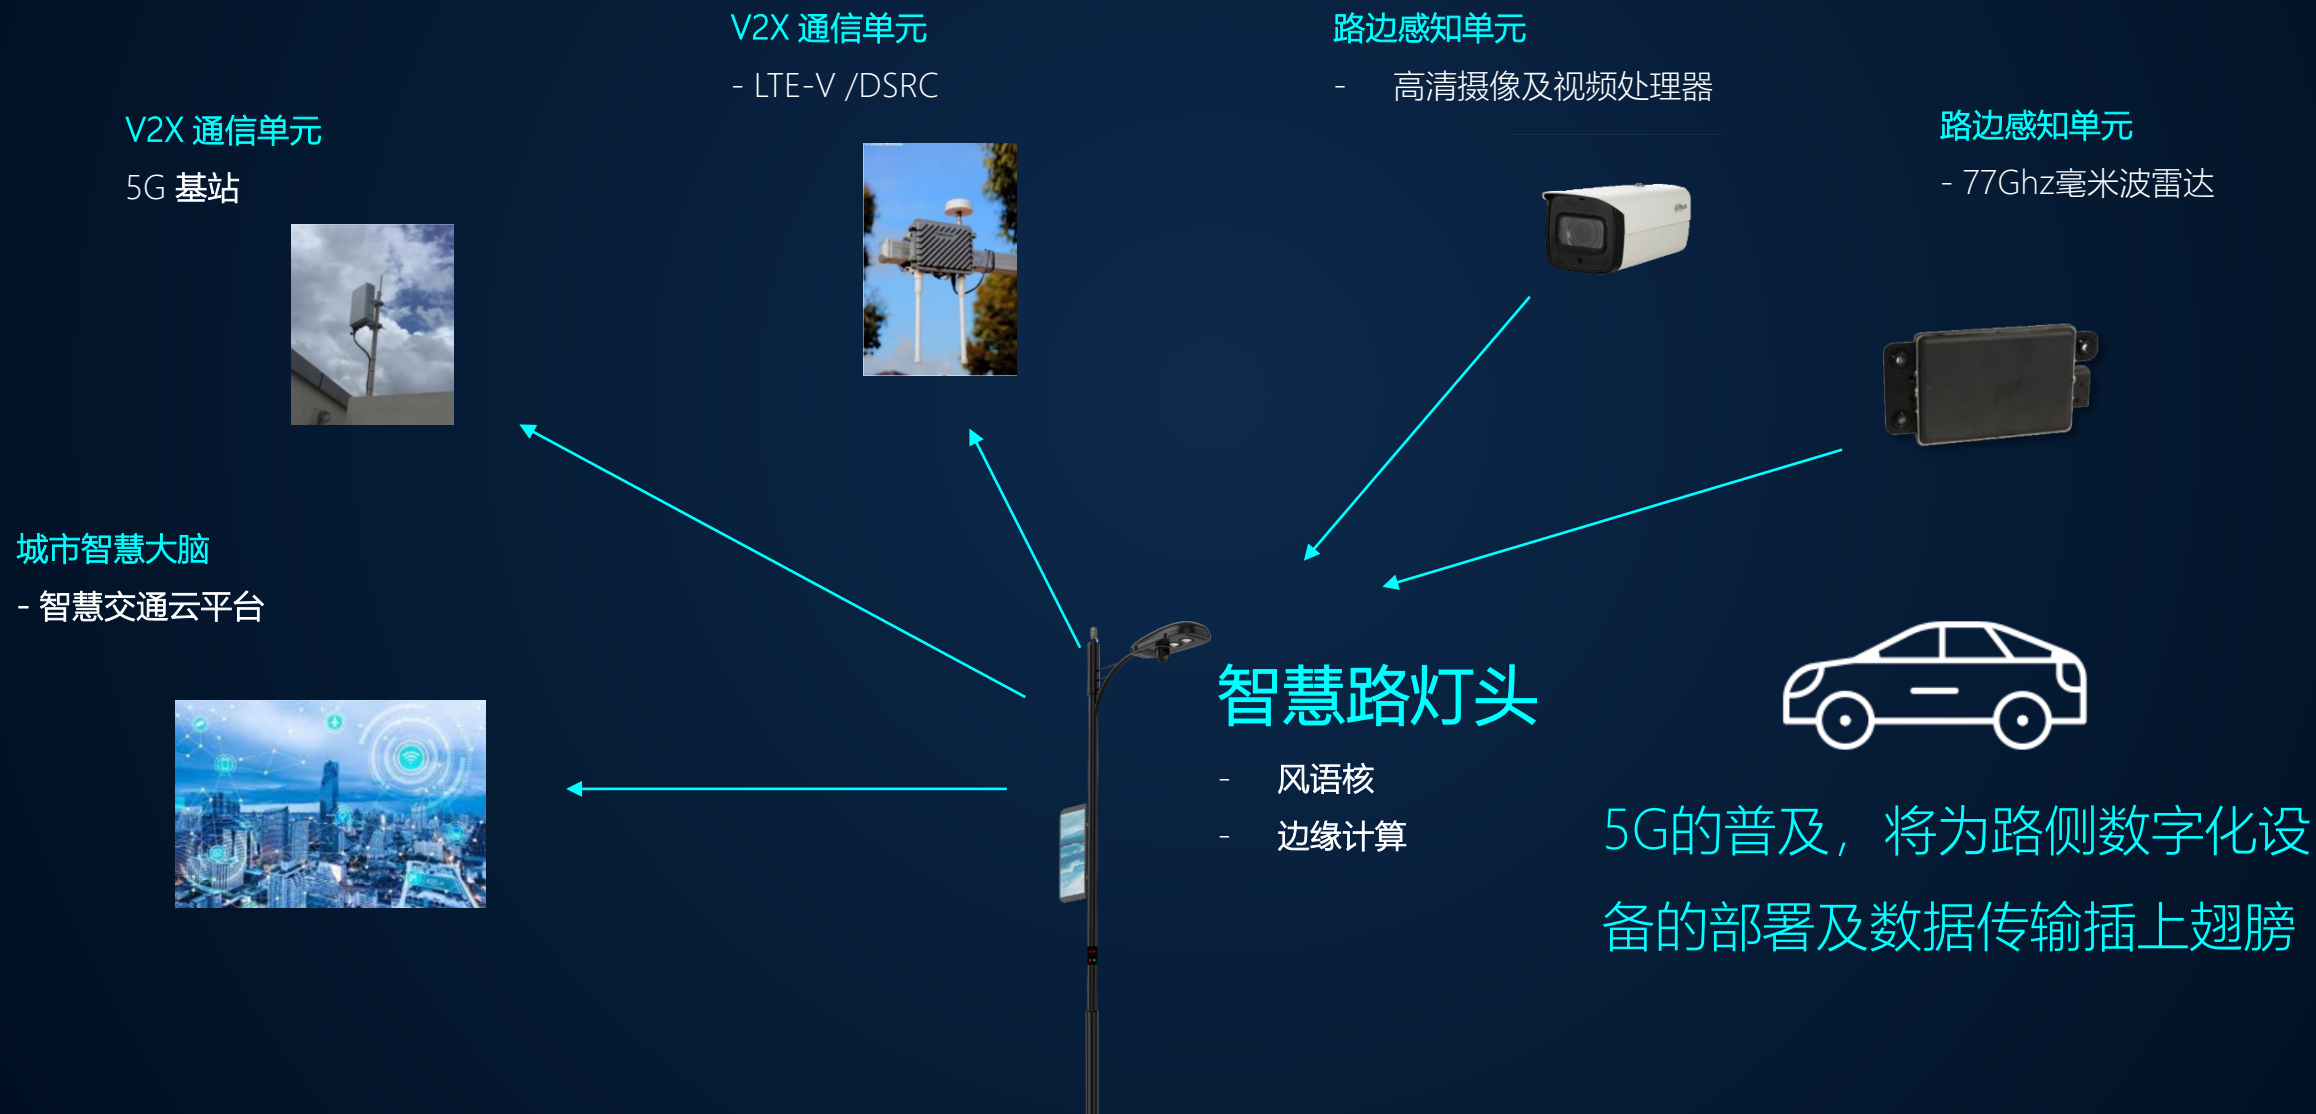 V2X 通信单元
- LTE-V /DSRC
路边感知单元
- 高清摄像及视频处理器
V2X 通信单元
5G 基站
路边感知单元
- 77Ghz毫米波雷达
城市智慧大脑
- 智慧交通云平台
智慧路灯头
- 风语核
- 边缘计算
5G的普及，将为路侧数字化设
备的部署及数据传输插上翅膀